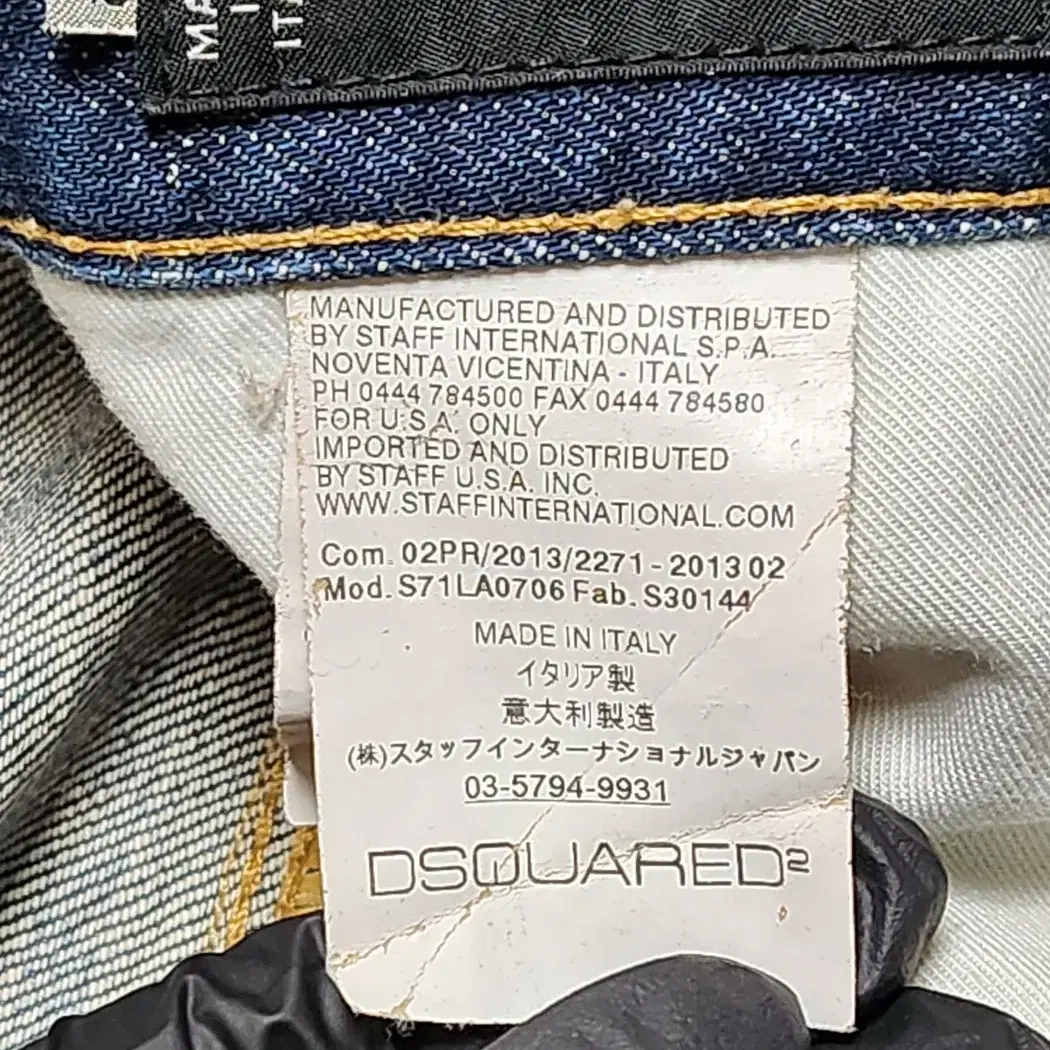 MANUFACTURED AND DISTRIBUTED
BY STAFF INTERNATIONAL S.P.A.
NOVENTA VICENTINA - ITALY
PH 0444 784500 FAX 0444 784580
FOR U.S.A. ONLY
IMPORTED AND DISTRIBUTED
BY STAFF U.S.A. INC.
WWW.STAFFINTERNATIONAL.COM
Com. 02PR/2013/2271 - 2013 02
Mod. S71LA0706 Fab. S30144
MADE IN ITALY
イタリア製
意大利製造
(株)スタッフインターナショナルジャパン
03-5794-9931
DSQUARED2